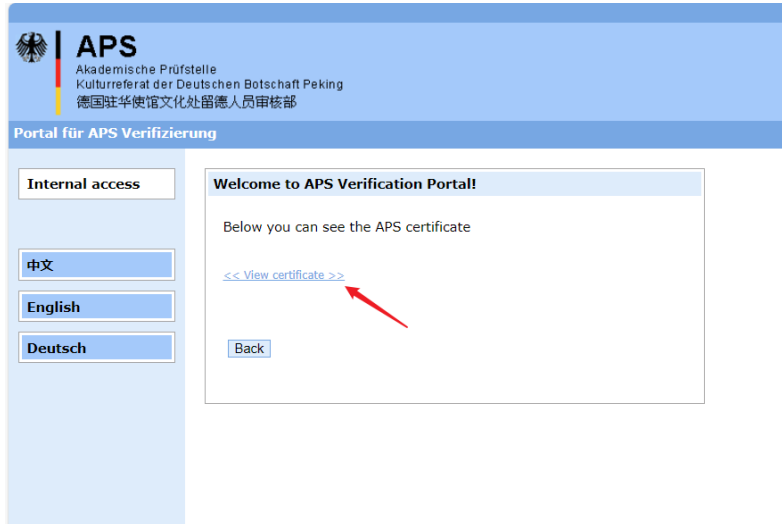 APS
Akademische Prüfstelle
Kulturreferat der Deutschen Botschaft Peking
德国驻华使馆文化处留德人员审核部
Portal für APS Verifizierung
Internal access
中文
English
Deutsch
Welcome to APS Verification Portal!
Below you can see the APS certificate
<< View certificate >>
Back